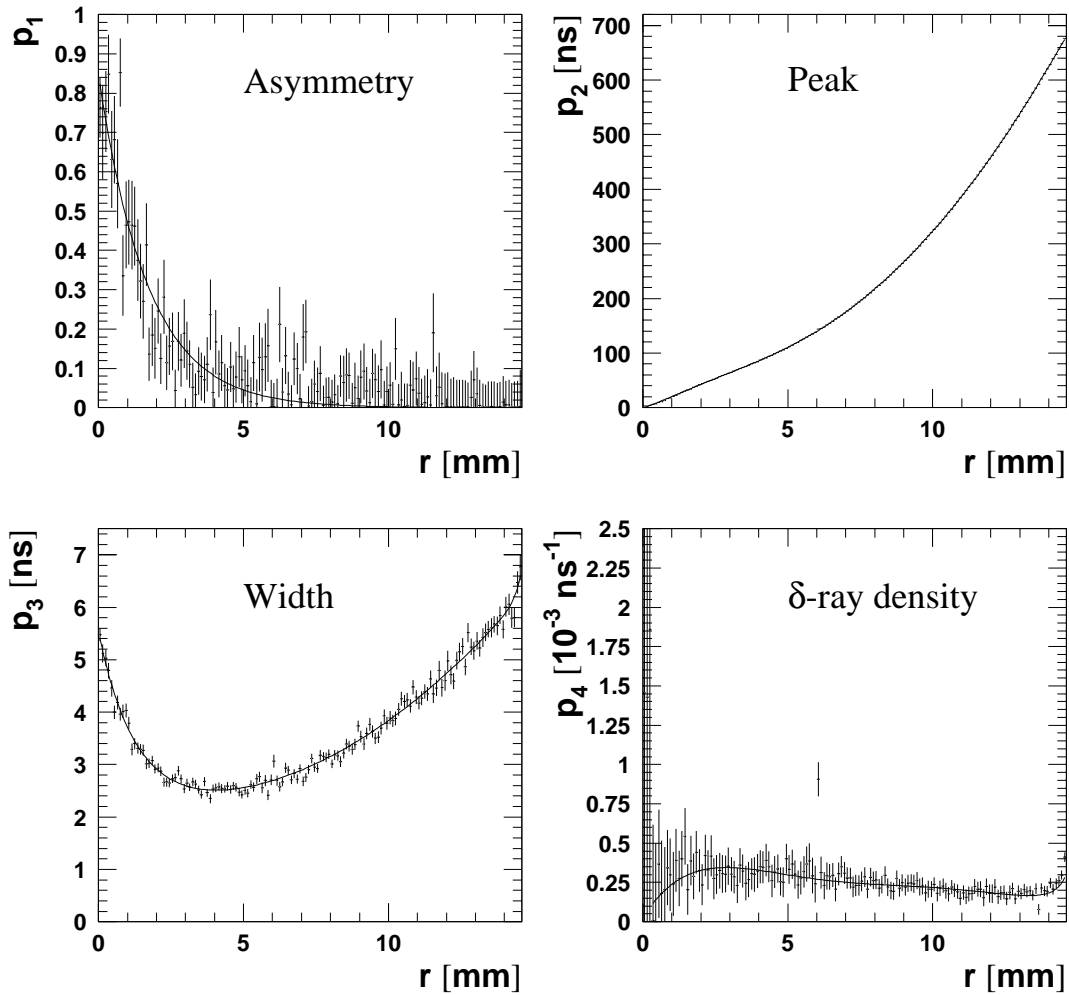 p1
1
0.9
0.8
0.7
0.6
0.5
0.4
0.3
0.2
0.1
0
Asymmetry
0 5 10
r [mm]
p2 [ns]
700
600
500
400
300
200
100
0
Peak
0 5 10
r [mm]
p3 [ns]
7
6
5
4
3
2
1
0
Width
0 5 10
r [mm]
p4 [10-3 ns-1]
2.5
2.25
2
1.75
1.5
1.25
1
0.75
0.5
0.25
0
δ-ray density
0 5 10
r [mm]